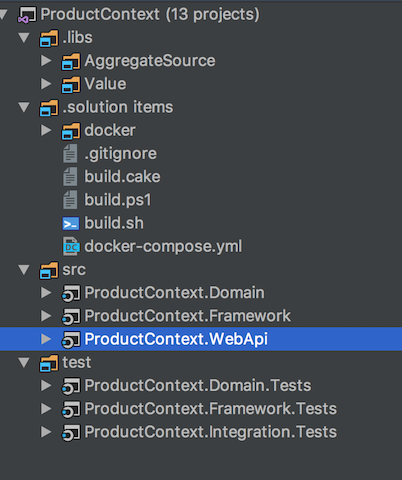 ProductContext (13 projects)
.libs
AggregateSource
Value
.solution items
docker
.gitignore
build.cake
build.ps1
build.sh
docker-compose.yml
src
ProductContext.Domain
ProductContext.Framework
ProductContext.WebApi
test
ProductContext.Domain.Tests
ProductContext.Framework.Tests
ProductContext.Integration.Tests